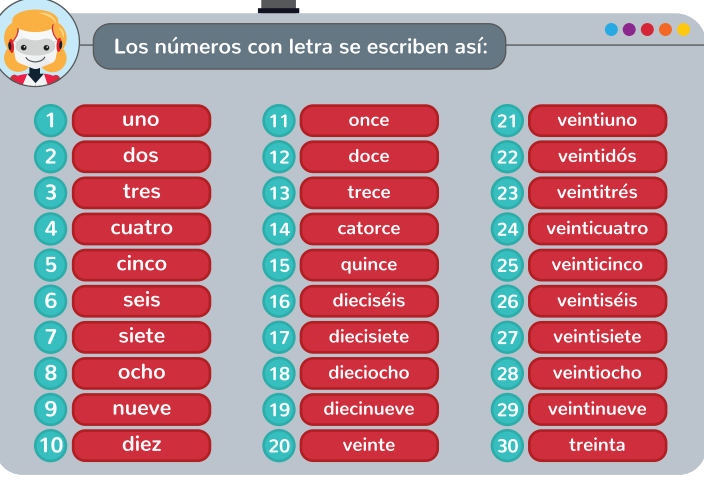 Los números con letra se escriben así:
1 uno
2 dos
3 tres
4 cuatro
5 cinco
6 seis
7 siete
8 ocho
9 nueve
10 diez
11 once
12 doce
13 trece
14 catorce
15 quince
16 dieciséis
17 diecisiete
18 dieciocho
19 diecinueve
20 veinte
21 veintiuno
22 veintidós
23 veintitrés
24 veinticuatro
25 veinticinco
26 veintiséis
27 veintisiete
28 veintiocho
29 veintinueve
30 treinta